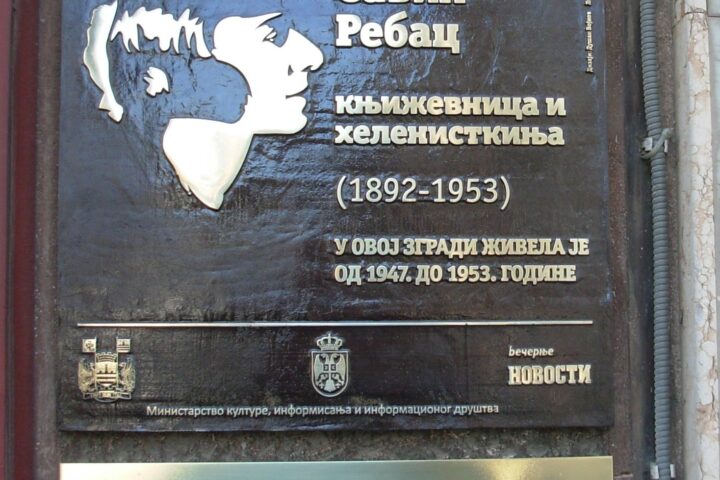 Ребац
књижевница и
хеленисткиња
(1892-1953)
У ОВОЈ ЗГРАДИ ЖИВЕЛА ЈЕ
ОД 1947. ДО 1953. ГОДИНЕ
вечерње
НОВОСТИ
Министарство културе, информисања и информационог друштва